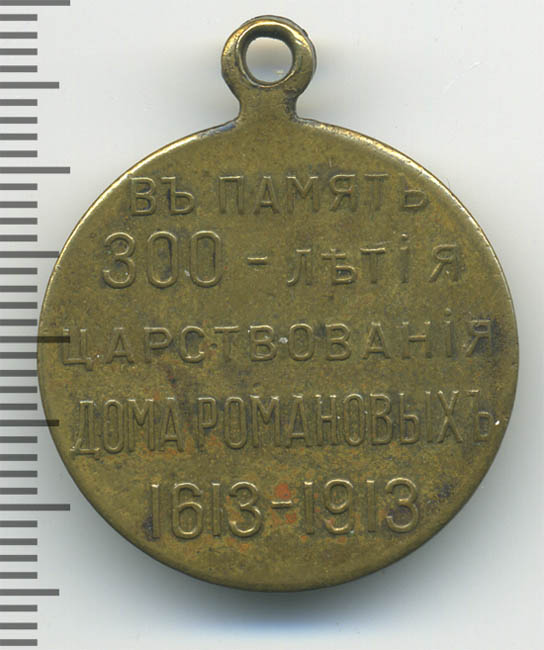 ВЪ ПАМЯТЬ
300 - ЛѢТІЯ
ЦАРСТВОВАНІЯ
ДОМА РОМАНОВЫХЪ
1613-1913